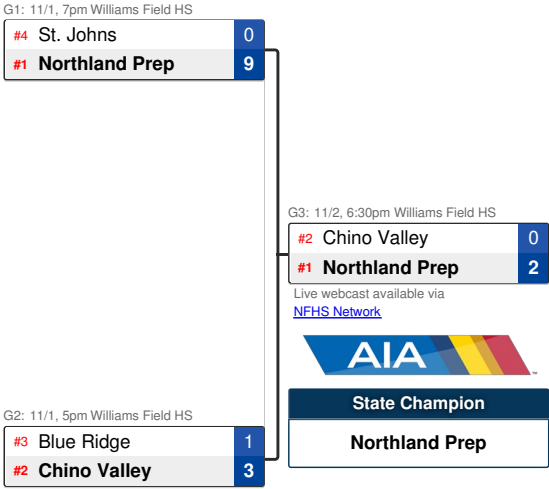 G1: 11/1, 7pm Williams Field HS
#4 St. Johns 0
#1 Northland Prep 9
G3: 11/2, 6:30pm Williams Field HS
#2 Chino Valley 0
#1 Northland Prep 2
Live webcast available via
NFHS Network
AIA
™
State Champion
Northland Prep
G2: 11/1, 5pm Williams Field HS
#3 Blue Ridge 1
#2 Chino Valley 3